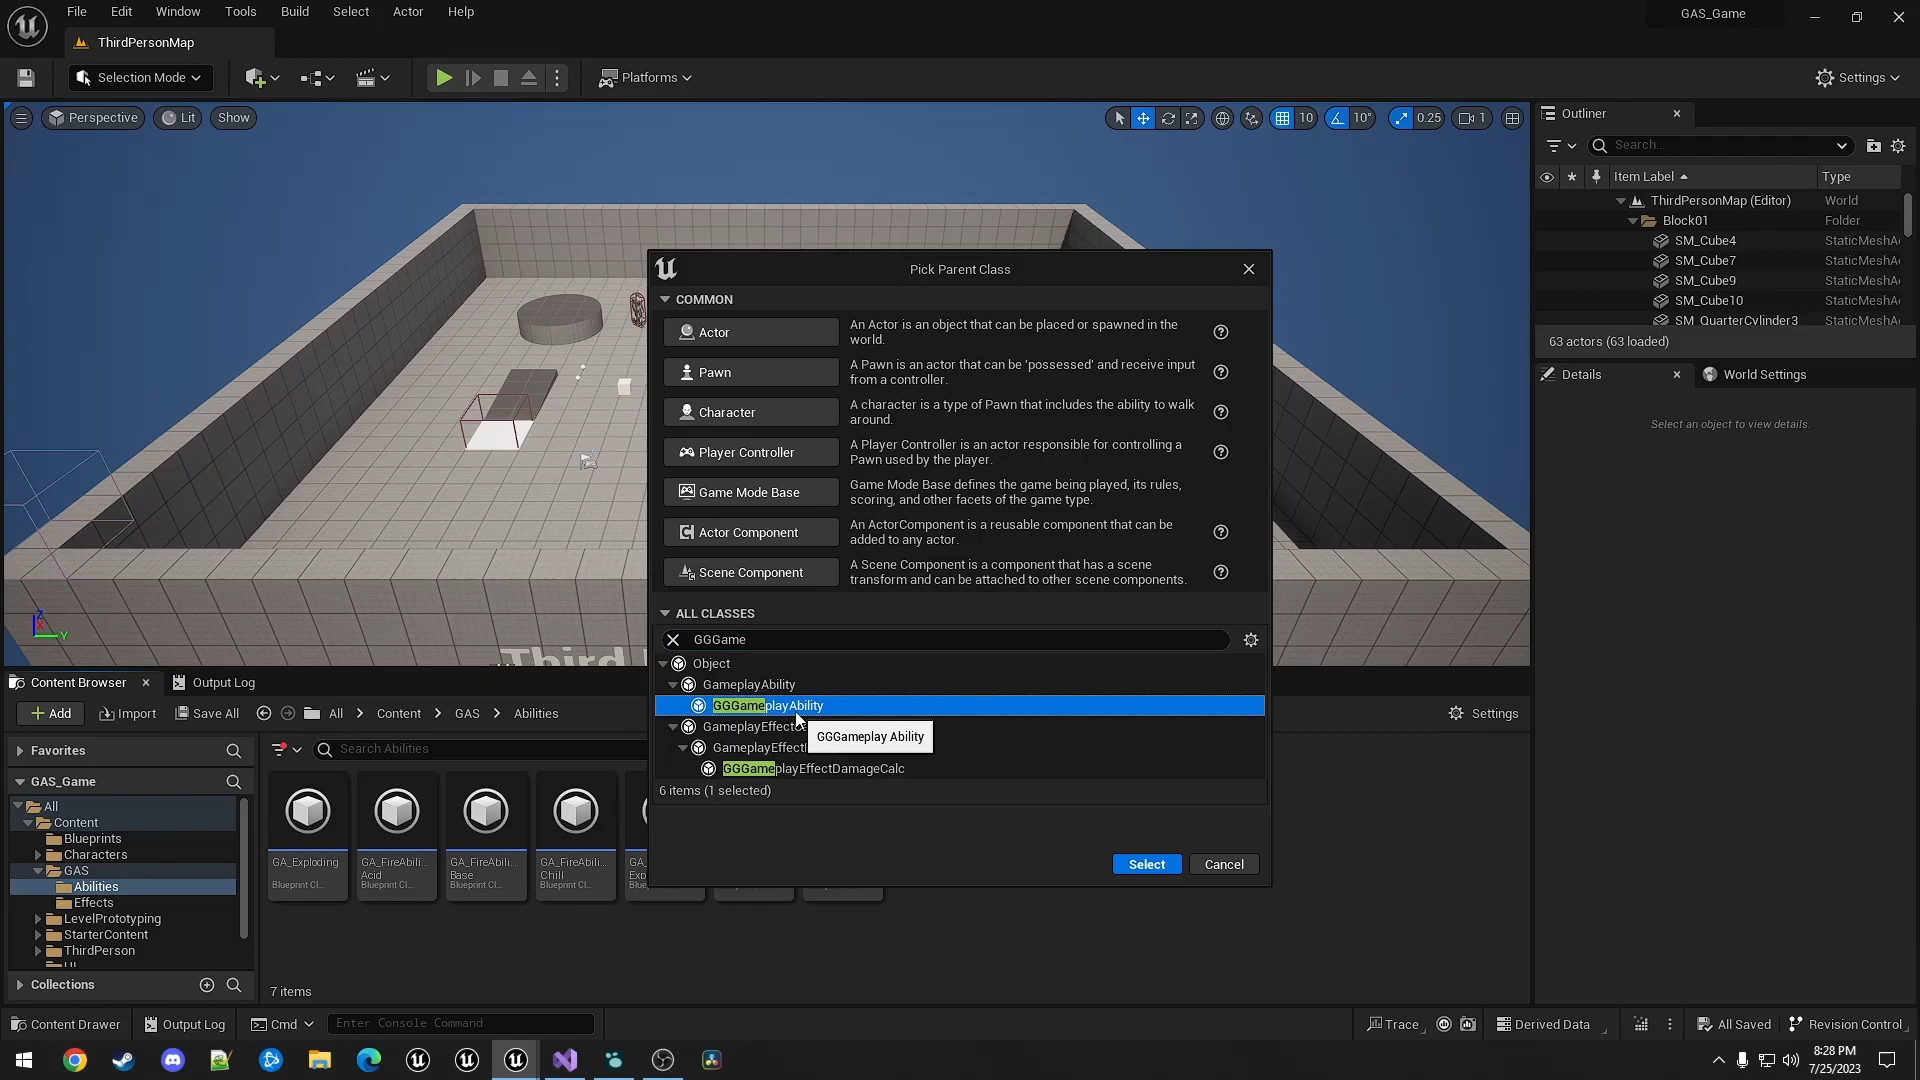 File Edit Window Tools Build Select Actor Help
GAS_Game
ThirdPersonMap
Selection Mode
Platforms
Settings
Perspective
Lit
Show
10
10°
0.25
1
Outliner
Search...
Item Label
Type
ThirdPersonMap (Editor) World
Block01 Folder
SM_Cube4 StaticMeshA
SM_Cube7 StaticMeshA
SM_Cube9 StaticMeshA
SM_Cube10 StaticMeshA
SM_QuarterCylinder3 StaticMeshA
63 actors (63 loaded)
Details
World Settings
Select an object to view details.
Pick Parent Class
COMMON
Actor
An Actor is an object that can be placed or spawned in the
world.
Pawn
A Pawn is an actor that can be 'possessed' and receive input
from a controller.
Character
A character is a type of Pawn that includes the ability to walk
around.
Player Controller
A Player Controller is an actor responsible for controlling a
Pawn used by the player.
Game Mode Base
Game Mode Base defines the game being played, its rules,
scoring, and other facets of the game type.
Actor Component
An ActorComponent is a reusable component that can be
added to any actor.
Scene Component
A Scene Component is a component that has a scene
transform and can be attached to other scene components.
ALL CLASSES
GGGame
Object
GameplayAbility
GGGameplayAbility
GameplayEffect
GGGameplay Ability
GameplayEffect
GGGameplayEffectDamageCalc
6 items (1 selected)
Select
Cancel
Z
X
Y
Third
Content Browser
Output Log
Add
Import
Save All
All
Content
GAS
Abilities
Settings
Favorites
Search Abilities
GAS_Game
All
Content
Blueprints
Characters
GAS
Abilities
Effects
LevelPrototyping
StarterContent
ThirdPerson
Collections
GA_Exploding
Blueprint Cl...
GA_FireAbili...
Acid
Blueprint Cl...
GA_FireAbili...
Base
Blueprint Cl...
GA_FireAbili...
Chill
Blueprint Cl...
GA_
Exp
Blu
7 items
Content Drawer
Output Log
Cmd
Enter Console Command
Trace
Derived Data
All Saved
Revision Control
8:28 PM
7/25/2023